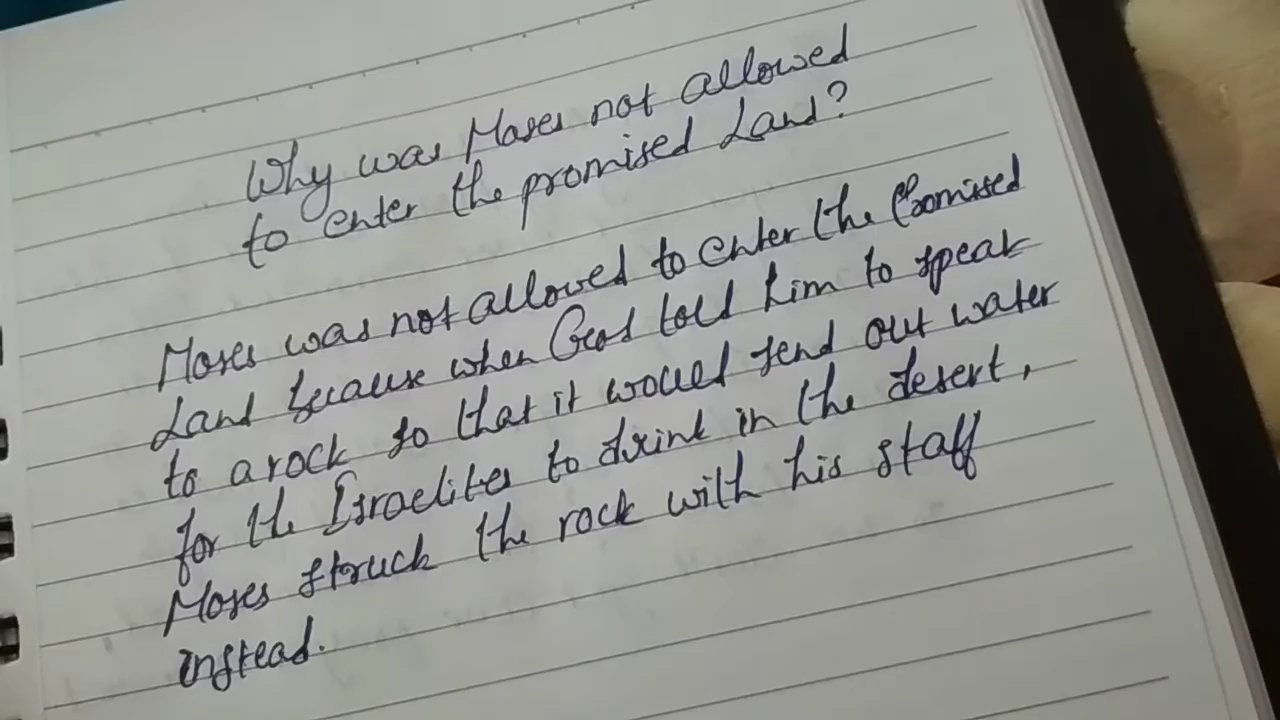 Why was Moses not allowed
to enter the promised Land?
Moses was not allowed to enter the Promised
Land because when God told him to speak
to a rock so that it would send out water
for the Israelites to drink in the desert,
Moses struck the rock with his staff
instead.